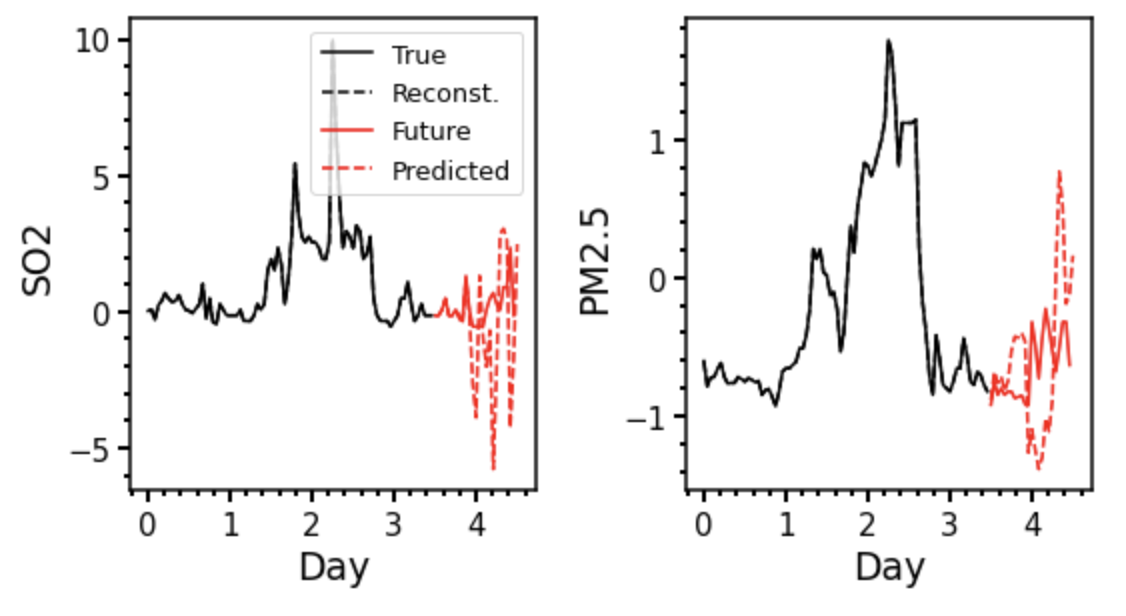 10
5
0
−5
SO2
True
Reconst.
Future
Predicted
0 1 2 3 4
Day
1
0
−1
PM2.5
0 1 2 3 4
Day